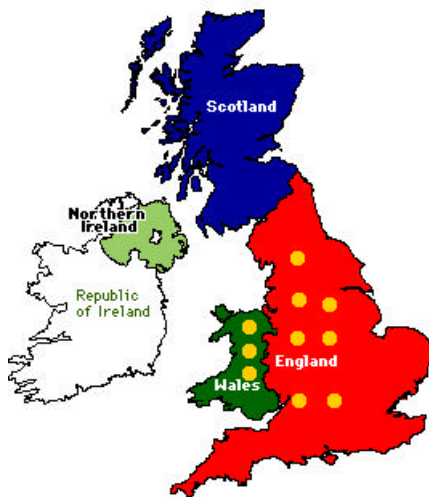 Scotland
Northern
Ireland
Republic
of Ireland
England
Wales